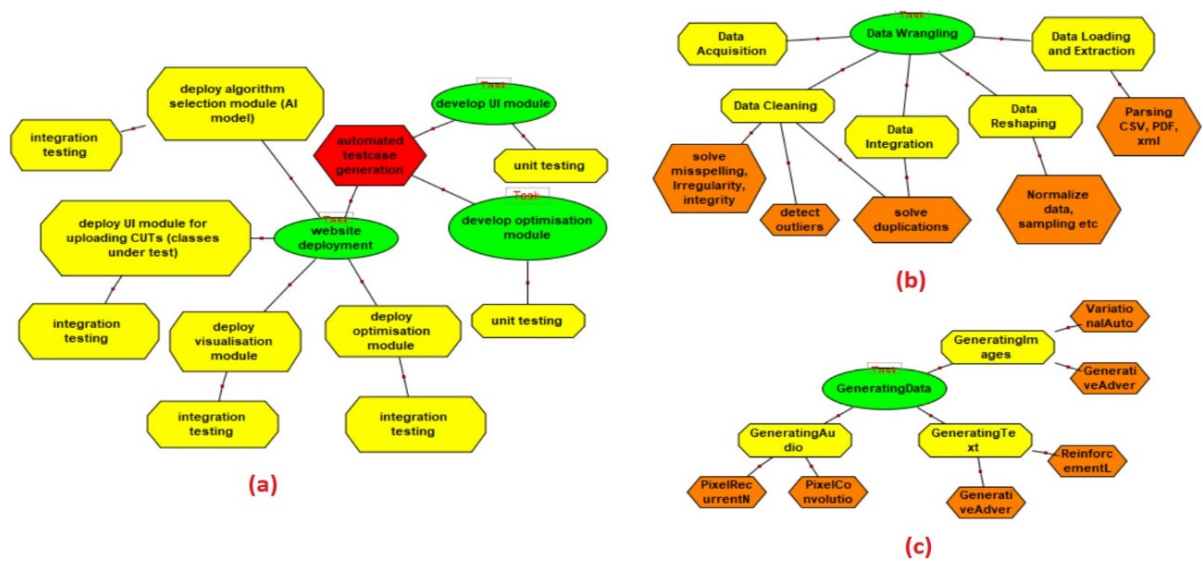 Task
develop UI module
deploy algorithm
selection module (AI
model)
integration
testing
automated
testcase
generation
unit testing
Task
develop optimisation
module
deploy UI module for
uploading CUTs (classes
under test)
Task
website
deployment
integration
testing
deploy
visualisation
module
deploy
optimisation
module
unit testing
integration
testing
integration
testing
(a)
Task
Data Wrangling
Data
Acquisition
Data Loading
and Extraction
Data Cleaning
Data
Integration
Data
Reshaping
Parsing
CSV, PDF,
xml
solve
misspelling,
Irregularity,
integrity
detect
outliers
solve
duplications
Normalize
data,
sampling etc
(b)
Variatio
nalAuto
GeneratingIm
ages
Task
GeneratingData
Generati
veAdver
GeneratingAu
dio
GeneratingTe
xt
Reinforc
ementL
PixelRec
urrentN
PixelCo
nvolutio
Generati
veAdver
(c)